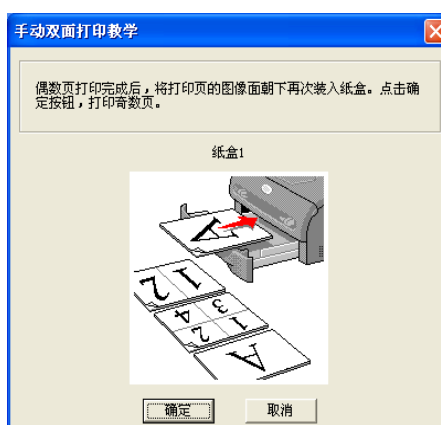 手动双面打印教学
偶数页打印完成后,将打印页的图像面朝下再次装入纸盒。点击确
定按钮,打印奇数页。
纸盒1
A
1 2
3 4
1 2
A
确定
取消